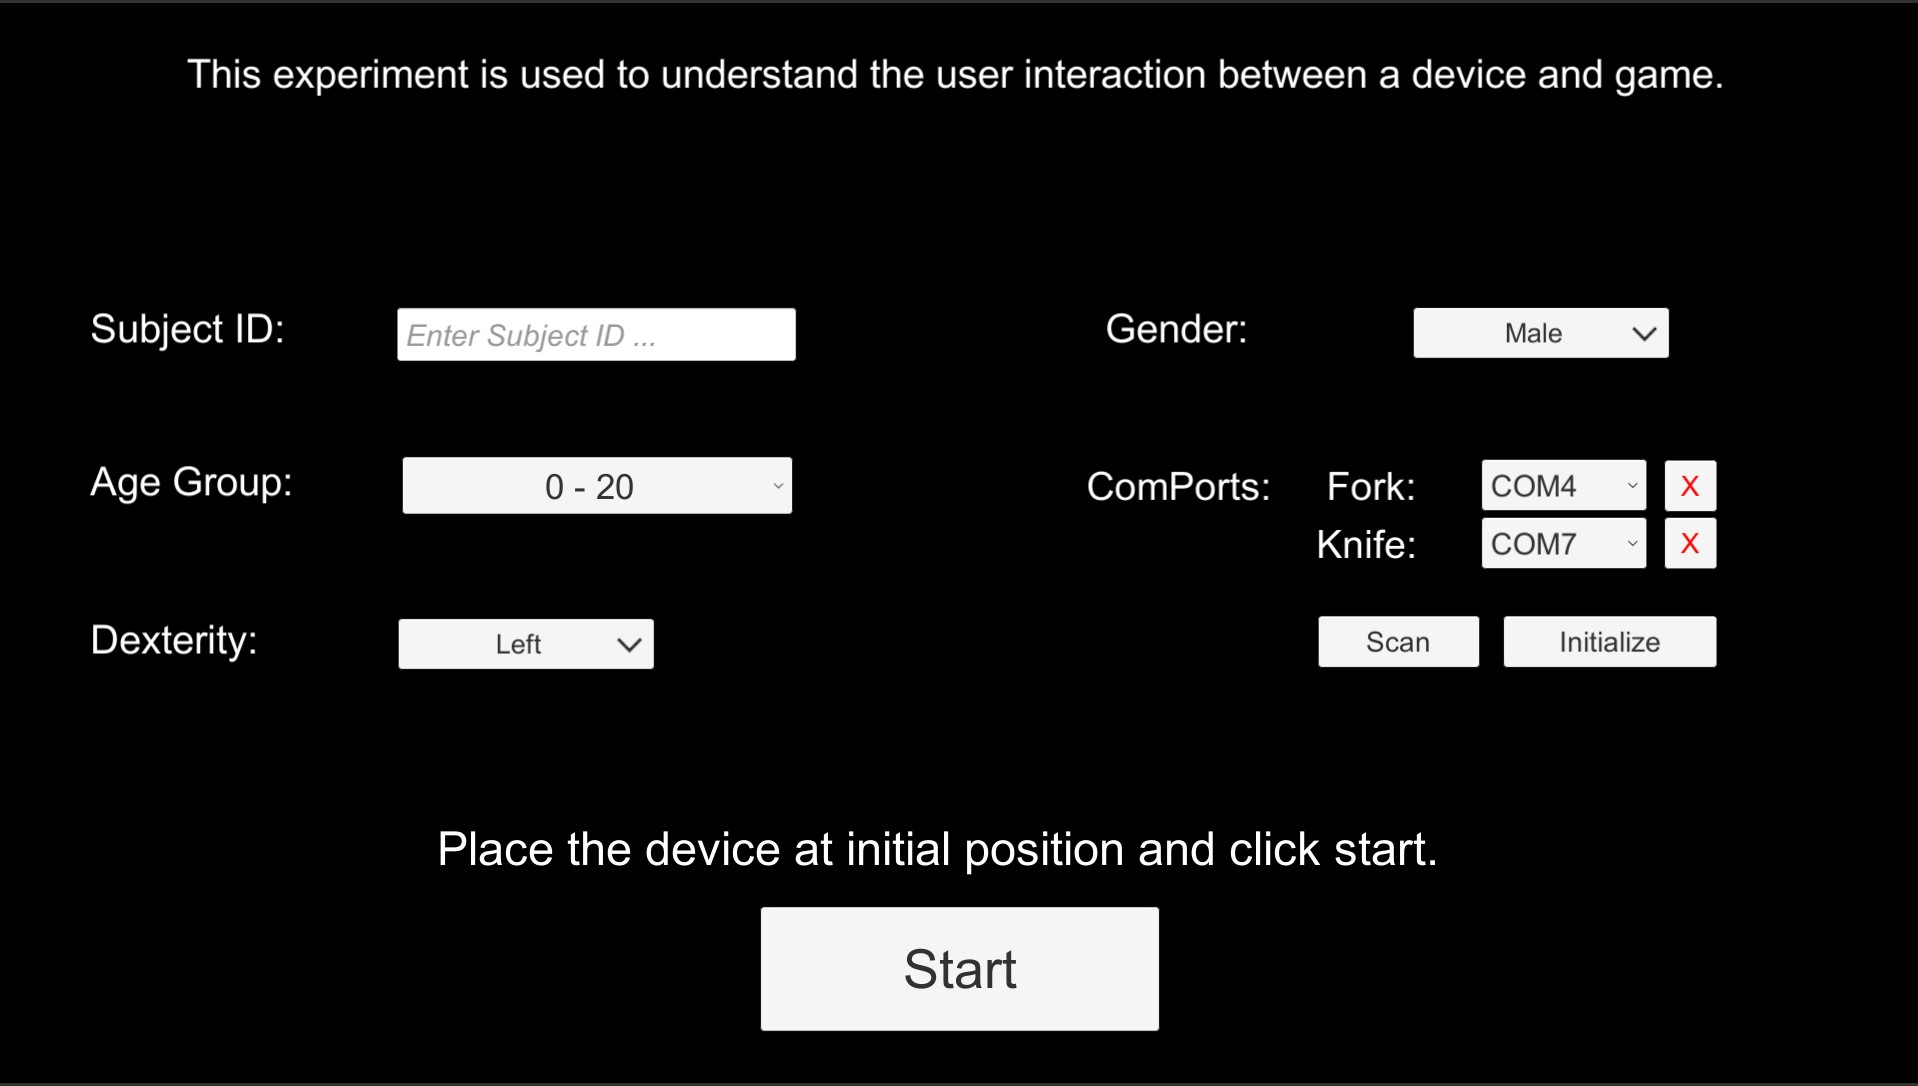 This experiment is used to understand the user interaction between a device and game.
Subject ID: Enter Subject ID ... Gender: Male
Age Group: 0 - 20 ComPorts: Fork: COM4 X
Knife: COM7 X
Dexterity: Left Scan Initialize
Place the device at initial position and click start.
Start